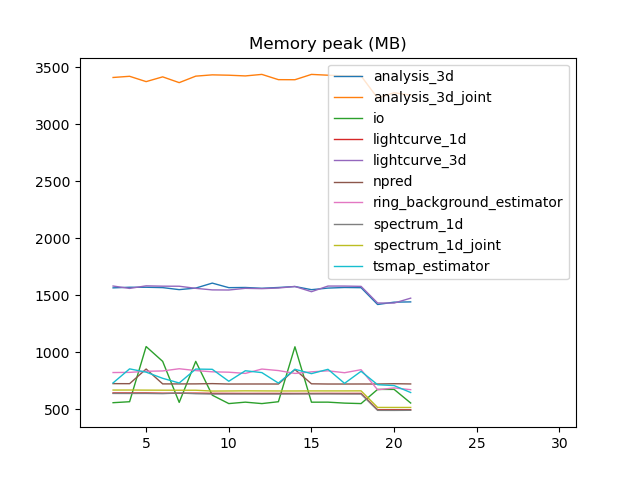 Memory peak (MB)
3500
3000
2500
2000
1500
1000
500
5
10
15
20
25
30
analysis_3d
analysis_3d_joint
io
lightcurve_1d
lightcurve_3d
npred
ring_background_estimator
spectrum_1d
spectrum_1d_joint
tsmap_estimator